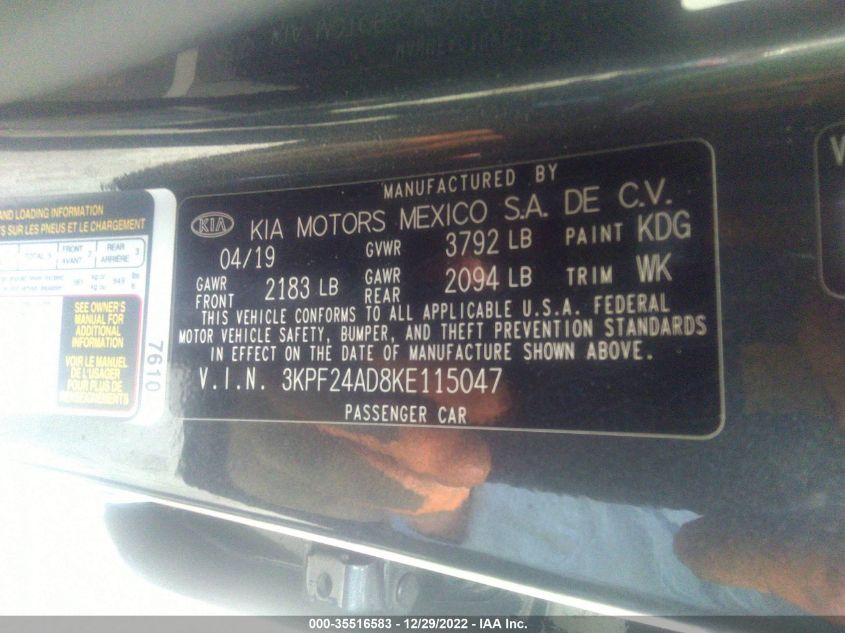 MANUFACTURED BY
KIA KIA MOTORS MEXICO S.A. DE C.V.
04/19 GVWR 3792 LB PAINT KDG
GAWR FRONT 2183 LB GAWR REAR 2094 LB TRIM WK
THIS VEHICLE CONFORMS TO ALL APPLICABLE U.S.A. FEDERAL
MOTOR VEHICLE SAFETY, BUMPER, AND THEFT PREVENTION STANDARDS
IN EFFECT ON THE DATE OF MANUFACTURE SHOWN ABOVE.
V.I.N. 3KPF24AD8KE115047
PASSENGER CAR
AND LOADING INFORMATION
SUR LES PNEUS ET LE CHARGEMENT
TOTAL 5 FRONT AVANT 2 REAR ARRIÈRE 3
SEE OWNER'S
MANUAL FOR
ADDITIONAL
INFORMATION
VOIR LE MANUEL
DE L'USAGER
POUR PLUS DE
RENSEIGNEMENTS
7610
V
000-35516583 - 12/29/2022 - IAA Inc.